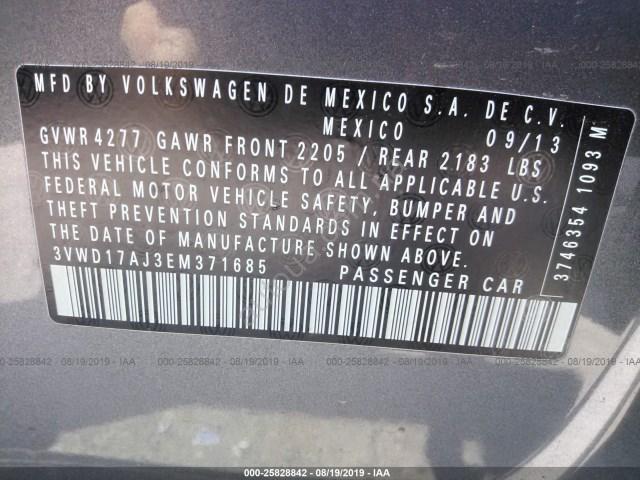 MFD BY VOLKSWAGEN DE MEXICO S.A. DE C.V.
MEXICO 09/13
GVWR 4277 GAWR FRONT 2205 / REAR 2183 LBS
THIS VEHICLE CONFORMS TO ALL APPLICABLE U.S.
FEDERAL MOTOR VEHICLE SAFETY, BUMPER AND
THEFT PREVENTION STANDARDS IN EFFECT ON
THE DATE OF MANUFACTURE SHOWN ABOVE.
3VWD17AJ3EM371685 PASSENGER CAR
3746354 1093 M
000-25828842 - 08/19/2019 - IAA